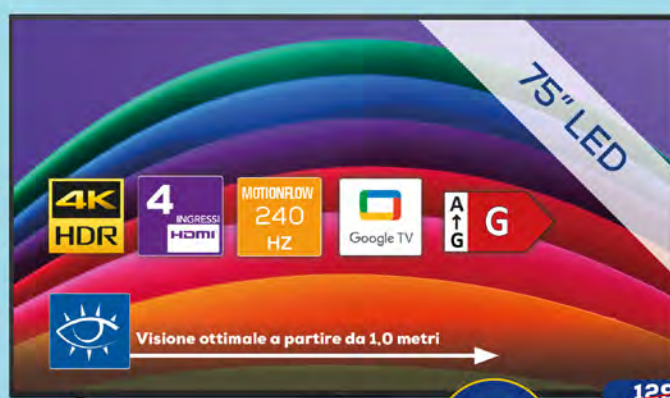 75" LED
4K
HDR
4
INGRESSI
HDMI
MOTIONFLOW
240
HZ
Google TV
A
↑
G
G
Visione ottimale a partire da 1,0 metri